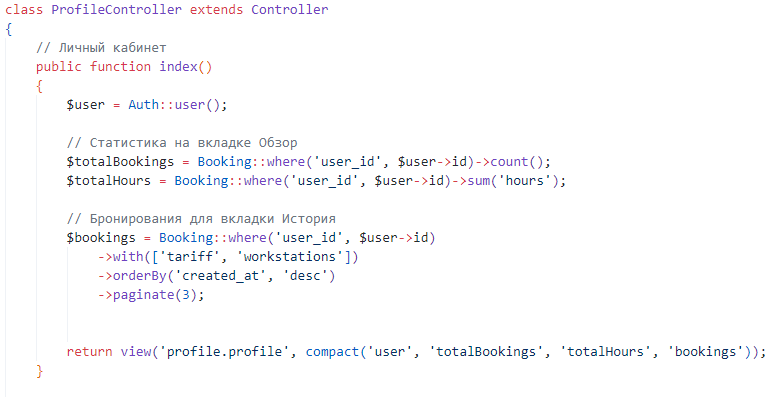 class ProfileController extends Controller
{
    // Личный кабинет
    public function index()
    {
        $user = Auth::user();

        // Статистика на вкладке Обзор
        $totalBookings = Booking::where('user_id', $user->id)->count();
        $totalHours = Booking::where('user_id', $user->id)->sum('hours');

        // Бронирования для вкладки История
        $bookings = Booking::where('user_id', $user->id)
            ->with(['tariff', 'workstations'])
            ->orderBy('created_at', 'desc')
            ->paginate(3);


        return view('profile.profile', compact('user', 'totalBookings', 'totalHours', 'bookings'));
    }